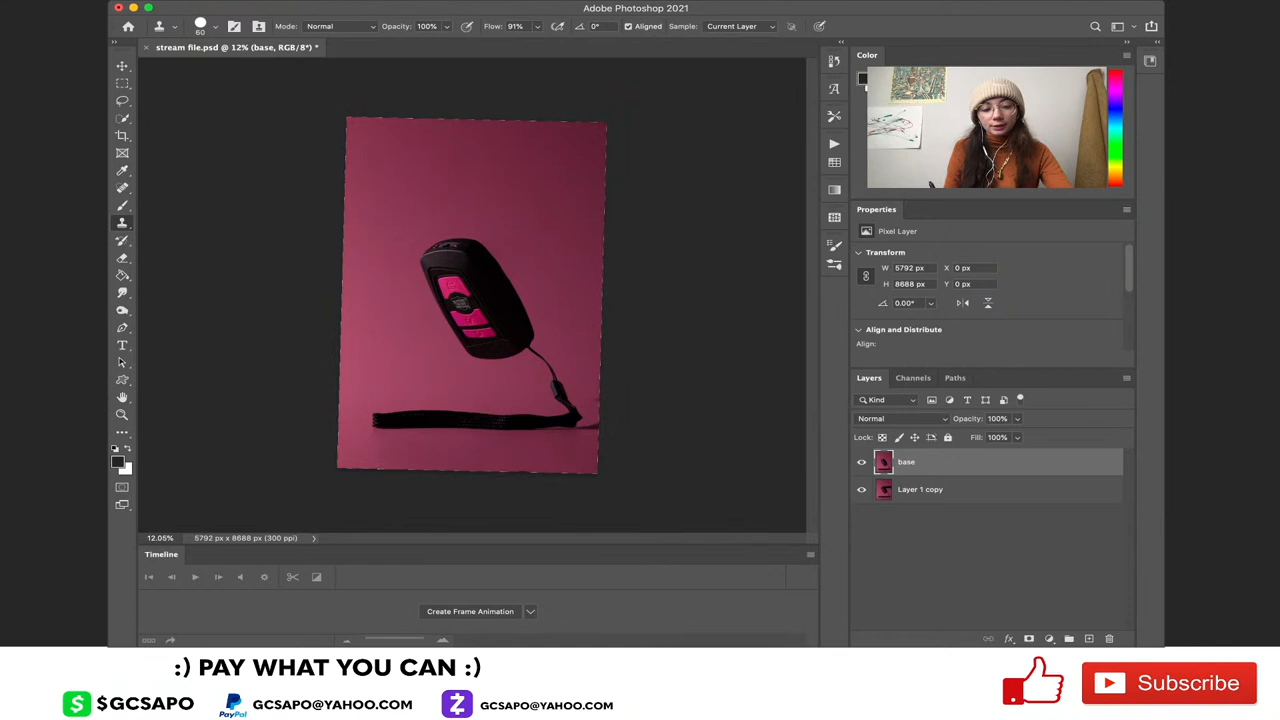 Adobe Photoshop 2021
60 Mode: Normal Opacity: 100% Flow: 91% 0° Aligned Sample: Current Layer
stream file.psd @ 12% (base, RGB/8*) *
Color
Properties
Pixel Layer
Transform
W 5792 px X 0 px
H 8688 px Y 0 px
0.00°
Align and Distribute
Align:
Layers Channels Paths
Kind
Normal Opacity: 100%
Lock: Fill: 100%
base
Layer 1 copy
12.05% 5792 px x 8688 px (300 ppi)
Timeline
Create Frame Animation
:) PAY WHAT YOU CAN :)
$GCSAPO PayPal GCSAPO@YAHOO.COM GCSAPO@YAHOO.COM
Subscribe